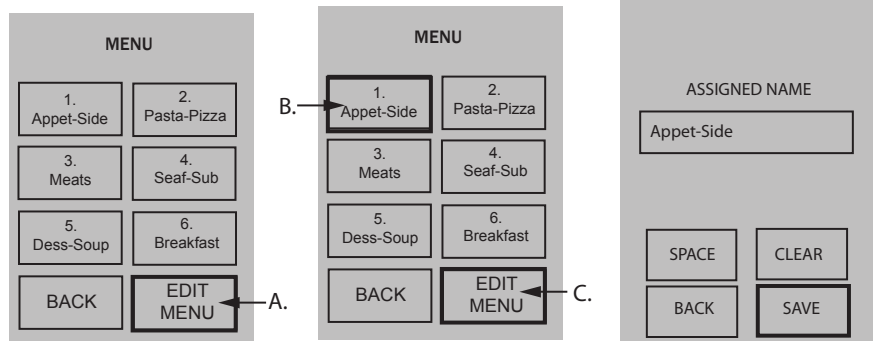 MENU
1.
Appet-Side
2.
Pasta-Pizza
3.
Meats
4.
Seaf-Sub
5.
Dess-Soup
6.
Breakfast
BACK
EDIT
MENU
A.
MENU
B.
1.
Appet-Side
2.
Pasta-Pizza
3.
Meats
4.
Seaf-Sub
5.
Dess-Soup
6.
Breakfast
BACK
EDIT
MENU
C.
ASSIGNED NAME
Appet-Side
SPACE
CLEAR
BACK
SAVE